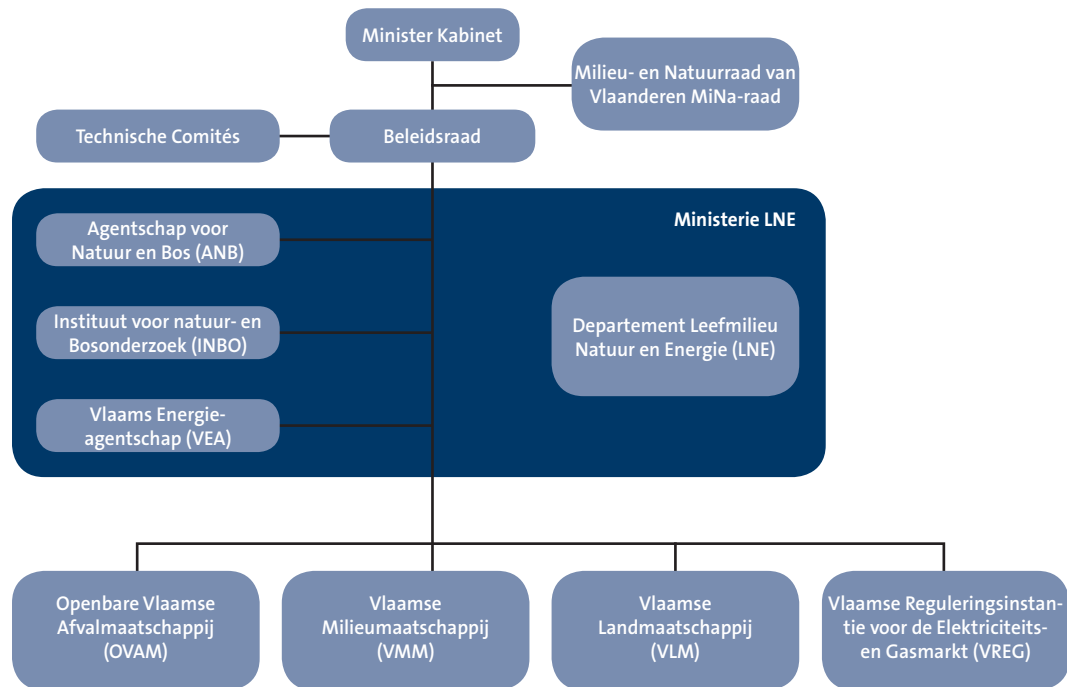 Minister Kabinet
Milieu- en Natuurraad van
Vlaanderen MiNa-raad
Technische Comités
Beleidsraad
Ministerie LNE
Agentschap voor
Natuur en Bos (ANB)
Instituut voor natuur- en
Bosonderzoek (INBO)
Departement Leefmilieu
Natuur en Energie (LNE)
Vlaams Energie-
agentschap (VEA)
Openbare Vlaamse
Afvalmaatschappij
(OVAM)
Vlaamse
Milieumaatschappij
(VMM)
Vlaamse
Landmaatschappij
(VLM)
Vlaamse Reguleringsinstan-
tie voor de Elektriciteits-
en Gasmarkt (VREG)